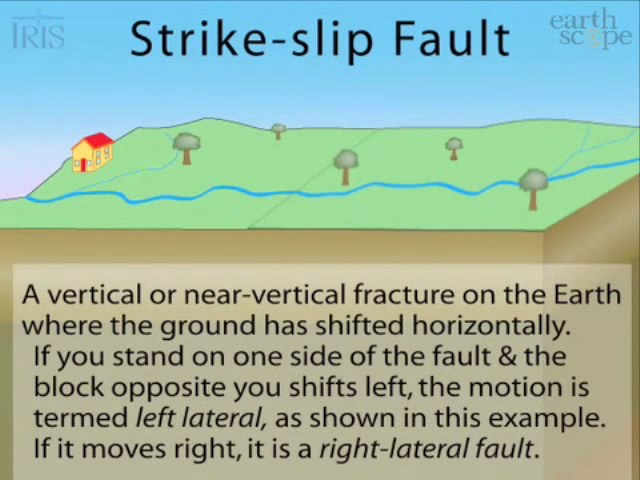 IRIS
earth
scope
Strike-slip Fault
A vertical or near-vertical fracture on the Earth
where the ground has shifted horizontally.
If you stand on one side of the fault & the
block opposite you shifts left, the motion is
termed left lateral, as shown in this example.
If it moves right, it is a right-lateral fault.